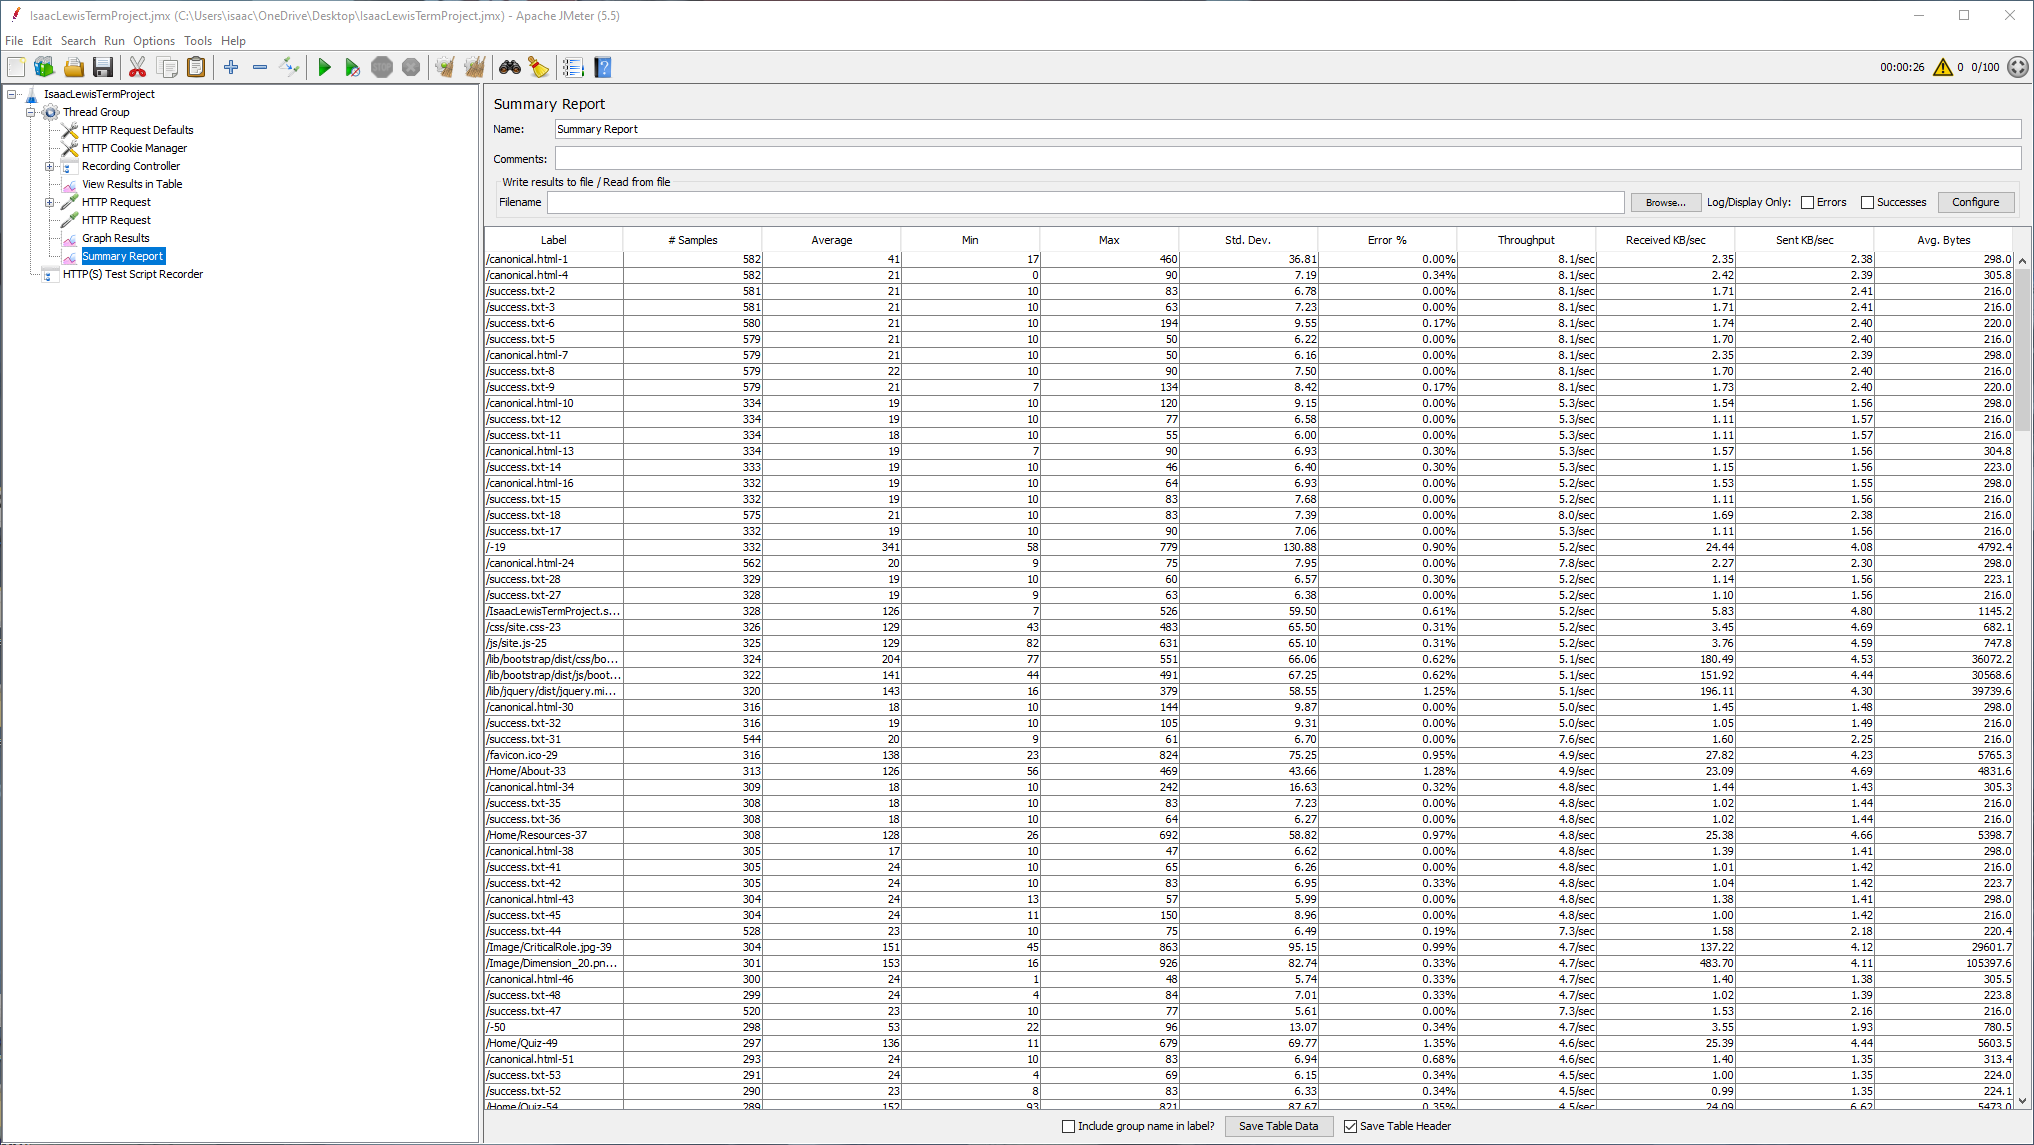 IsaacLewisTermProject.jmx (C:\Users\isaac\OneDrive\Desktop\IsaacLewisTermProject.jmx) - Apache JMeter (5.5)
File Edit Search Run Options Tools Help
00:00:26 0 0/100
IsaacLewisTermProject
Thread Group
HTTP Request Defaults
HTTP Cookie Manager
Recording Controller
View Results in Table
HTTP Request
HTTP Request
Graph Results
Summary Report
HTTP(S) Test Script Recorder
Summary Report
Name: Summary Report
Comments:
Write results to file / Read from file
Filename Browse... Log/Display Only: Errors Successes Configure
Label # Samples Average Min Max Std. Dev. Error % Throughput Received KB/sec Sent KB/sec Avg. Bytes
/canonical.html-1 582 41 17 460 36.81 0.00% 8.1/sec 2.35 2.38 298.0
/canonical.html-4 582 21 0 90 7.19 0.34% 8.1/sec 2.42 2.39 305.8
/success.txt-2 581 21 10 83 6.78 0.00% 8.1/sec 1.71 2.41 216.0
/success.txt-3 581 21 10 63 7.23 0.00% 8.1/sec 1.71 2.41 216.0
/success.txt-6 580 21 10 194 9.55 0.17% 8.1/sec 1.74 2.40 220.0
/success.txt-5 579 21 10 50 6.22 0.00% 8.1/sec 1.70 2.40 216.0
/canonical.html-7 579 21 10 50 6.16 0.00% 8.1/sec 2.35 2.39 298.0
/success.txt-8 579 22 10 90 7.50 0.00% 8.1/sec 1.70 2.40 216.0
/success.txt-9 579 21 7 134 8.42 0.17% 8.1/sec 1.73 2.40 220.0
/canonical.html-10 334 19 10 120 9.15 0.00% 5.3/sec 1.54 1.56 298.0
/success.txt-12 334 19 10 77 6.58 0.00% 5.3/sec 1.11 1.57 216.0
/success.txt-11 334 18 10 55 6.00 0.00% 5.3/sec 1.11 1.57 216.0
/canonical.html-13 334 19 7 90 6.93 0.30% 5.3/sec 1.57 1.56 304.8
/success.txt-14 333 19 10 46 6.40 0.30% 5.3/sec 1.15 1.56 223.0
/canonical.html-16 332 19 10 64 6.93 0.00% 5.2/sec 1.53 1.55 298.0
/success.txt-15 332 19 10 83 7.68 0.00% 5.2/sec 1.11 1.56 216.0
/success.txt-18 575 21 10 83 7.39 0.00% 8.0/sec 1.69 2.38 216.0
/success.txt-17 332 19 10 90 7.06 0.00% 5.3/sec 1.11 1.56 216.0
/-19 332 341 58 779 130.88 0.90% 5.2/sec 24.44 4.08 4792.4
/canonical.html-24 562 20 9 75 7.95 0.00% 7.8/sec 2.27 2.30 298.0
/success.txt-28 329 19 10 60 6.57 0.30% 5.2/sec 1.14 1.56 223.1
/success.txt-27 328 19 9 63 6.38 0.00% 5.2/sec 1.10 1.56 216.0
/IsaacLewisTermProject.s... 328 126 7 526 59.50 0.61% 5.2/sec 5.83 4.80 1145.2
/css/site.css-23 326 129 43 483 65.50 0.31% 5.2/sec 3.45 4.69 682.1
/js/site.js-25 325 129 82 631 65.10 0.31% 5.2/sec 3.76 4.59 747.8
/lib/bootstrap/dist/css/bo... 324 204 77 551 66.06 0.62% 5.1/sec 180.49 4.53 36072.2
/lib/bootstrap/dist/js/boot... 322 141 44 491 67.25 0.62% 5.1/sec 151.92 4.44 30568.6
/lib/jquery/dist/jquery.mi... 320 143 16 379 58.55 1.25% 5.1/sec 196.11 4.30 39739.6
/canonical.html-30 316 18 10 144 9.87 0.00% 5.0/sec 1.45 1.48 298.0
/success.txt-32 316 19 10 105 9.31 0.00% 5.0/sec 1.05 1.49 216.0
/success.txt-31 544 20 9 61 6.70 0.00% 7.6/sec 1.60 2.25 216.0
/favicon.ico-29 316 138 23 824 75.25 0.95% 4.9/sec 27.82 4.23 5765.3
/Home/About-33 313 126 56 469 43.66 1.28% 4.9/sec 23.09 4.69 4831.6
/canonical.html-34 309 18 10 242 16.63 0.32% 4.8/sec 1.44 1.43 305.3
/success.txt-35 308 18 10 83 7.23 0.00% 4.8/sec 1.02 1.44 216.0
/success.txt-36 308 18 10 64 6.27 0.00% 4.8/sec 1.02 1.44 216.0
/Home/Resources-37 308 128 26 692 58.82 0.97% 4.8/sec 25.38 4.66 5398.7
/canonical.html-38 305 17 10 47 6.62 0.00% 4.8/sec 1.39 1.41 298.0
/success.txt-41 305 24 10 65 6.26 0.00% 4.8/sec 1.01 1.42 216.0
/success.txt-42 305 24 10 83 6.95 0.33% 4.8/sec 1.04 1.42 223.7
/canonical.html-43 304 24 13 57 5.99 0.00% 4.8/sec 1.38 1.41 298.0
/success.txt-45 304 24 11 150 8.96 0.00% 4.8/sec 1.00 1.42 216.0
/success.txt-44 528 23 10 75 6.49 0.19% 7.3/sec 1.58 2.18 220.4
/Image/CriticalRole.jpg-39 304 151 45 863 95.15 0.99% 4.7/sec 137.22 4.12 29601.7
/Image/Dimension_20.pn... 301 153 16 926 82.74 0.33% 4.7/sec 483.70 4.11 105397.6
/canonical.html-46 300 24 1 48 5.74 0.33% 4.7/sec 1.40 1.38 305.5
/success.txt-48 299 24 4 84 7.01 0.33% 4.7/sec 1.02 1.39 223.8
/success.txt-47 520 23 10 77 5.61 0.00% 7.3/sec 1.53 2.16 216.0
/-50 298 53 22 96 13.07 0.34% 4.7/sec 3.55 1.93 780.5
/Home/Quiz-49 297 136 11 679 69.77 1.35% 4.6/sec 25.39 4.44 5603.5
/canonical.html-51 293 24 10 83 6.94 0.68% 4.6/sec 1.40 1.35 313.4
/success.txt-53 291 24 4 69 6.15 0.34% 4.5/sec 1.00 1.35 224.0
/success.txt-52 290 23 8 83 6.33 0.34% 4.5/sec 0.99 1.35 224.1
/Home/Quiz-54 289 152 93 821 87.67 0.35% 4.5/sec 24.09 6.62 5473.0
Include group name in label? Save Table Data Save Table Header